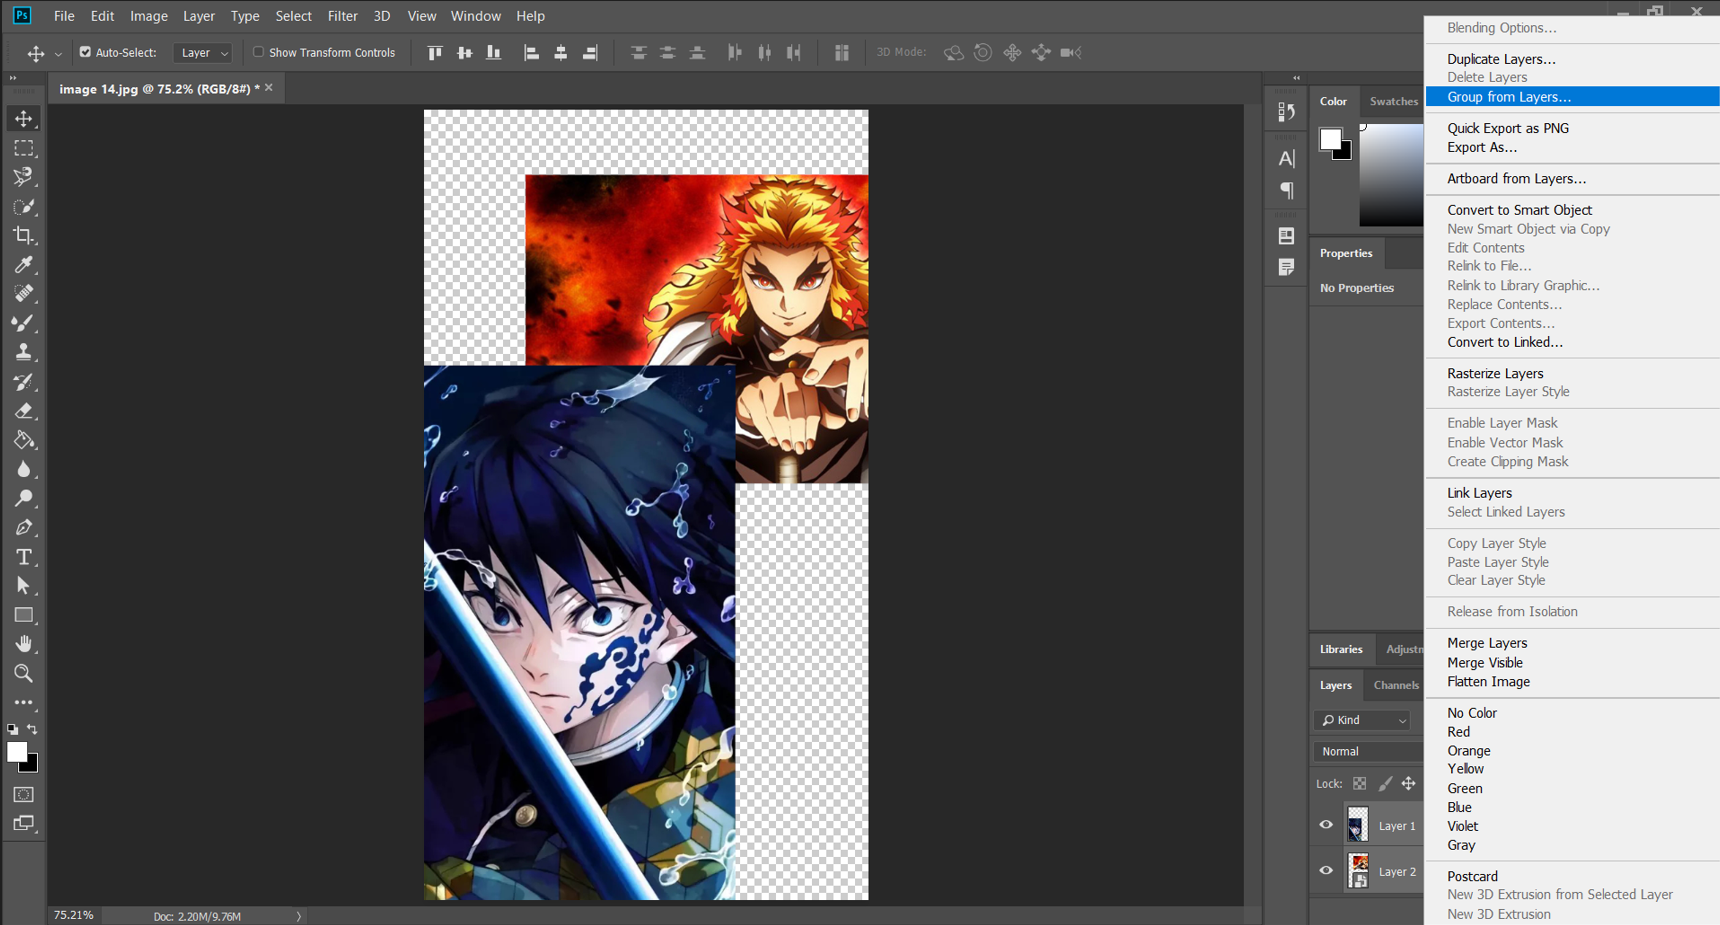 Ps File Edit Image Layer Type Select Filter 3D View Window Help
Auto-Select: Layer Show Transform Controls 3D Mode:
image 14.jpg @ 75.2% (RGB/8#) * ×
Color Swatches
Properties
No Properties
Libraries Adjustm
Layers Channels
Kind
Normal
Lock:
Layer 1
Layer 2
75.21% Doc: 2.20M/9.76M
Blending Options...
Duplicate Layers...
Delete Layers
Group from Layers...
Quick Export as PNG
Export As...
Artboard from Layers...
Convert to Smart Object
New Smart Object via Copy
Edit Contents
Relink to File...
Relink to Library Graphic...
Replace Contents...
Export Contents...
Convert to Linked...
Rasterize Layers
Rasterize Layer Style
Enable Layer Mask
Enable Vector Mask
Create Clipping Mask
Link Layers
Select Linked Layers
Copy Layer Style
Paste Layer Style
Clear Layer Style
Release from Isolation
Merge Layers
Merge Visible
Flatten Image
No Color
Red
Orange
Yellow
Green
Blue
Violet
Gray
Postcard
New 3D Extrusion from Selected Layer
New 3D Extrusion